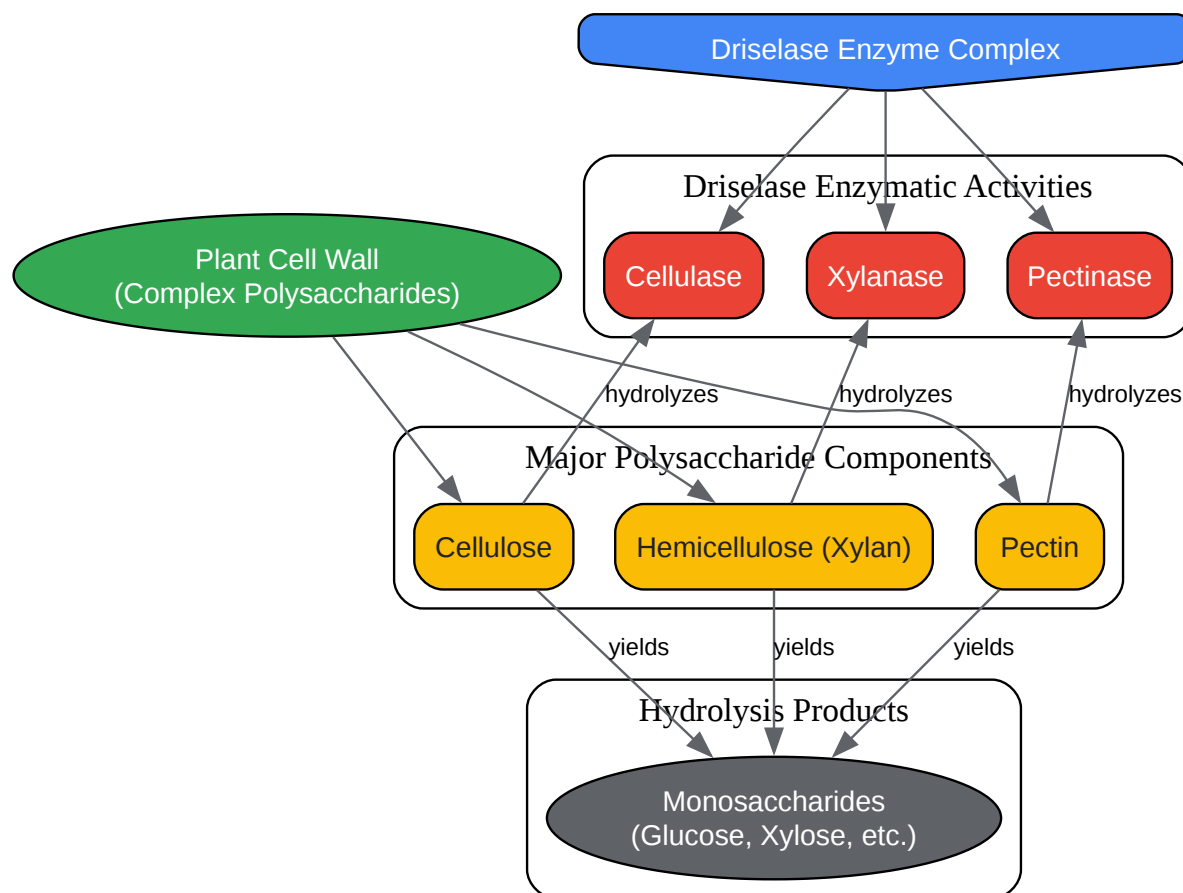 Driselase Enzyme Complex
Driselase Enzymatic Activities
Cellulase
Xylanase
Pectinase
Plant Cell Wall
(Complex Polysaccharides)
hydrolyzes
hydrolyzes
hydrolyzes
Major Polysaccharide Components
Cellulose
Hemicellulose (Xylan)
Pectin
yields
yields
yields
Hydrolysis Products
Monosaccharides
(Glucose, Xylose, etc.)